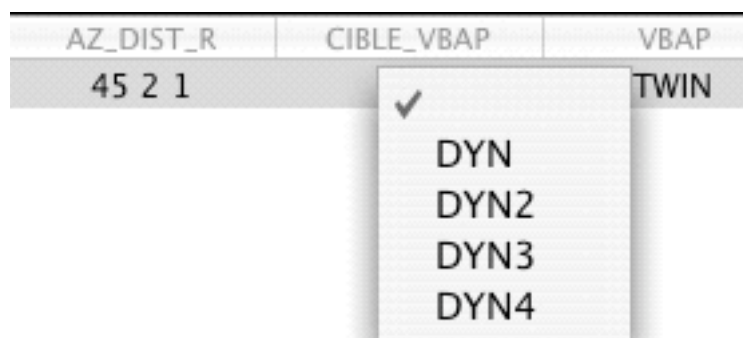 AZ_DIST_R CIBLE_VBAP VBAP
45 2 1 TWIN
DYN
DYN2
DYN3
DYN4